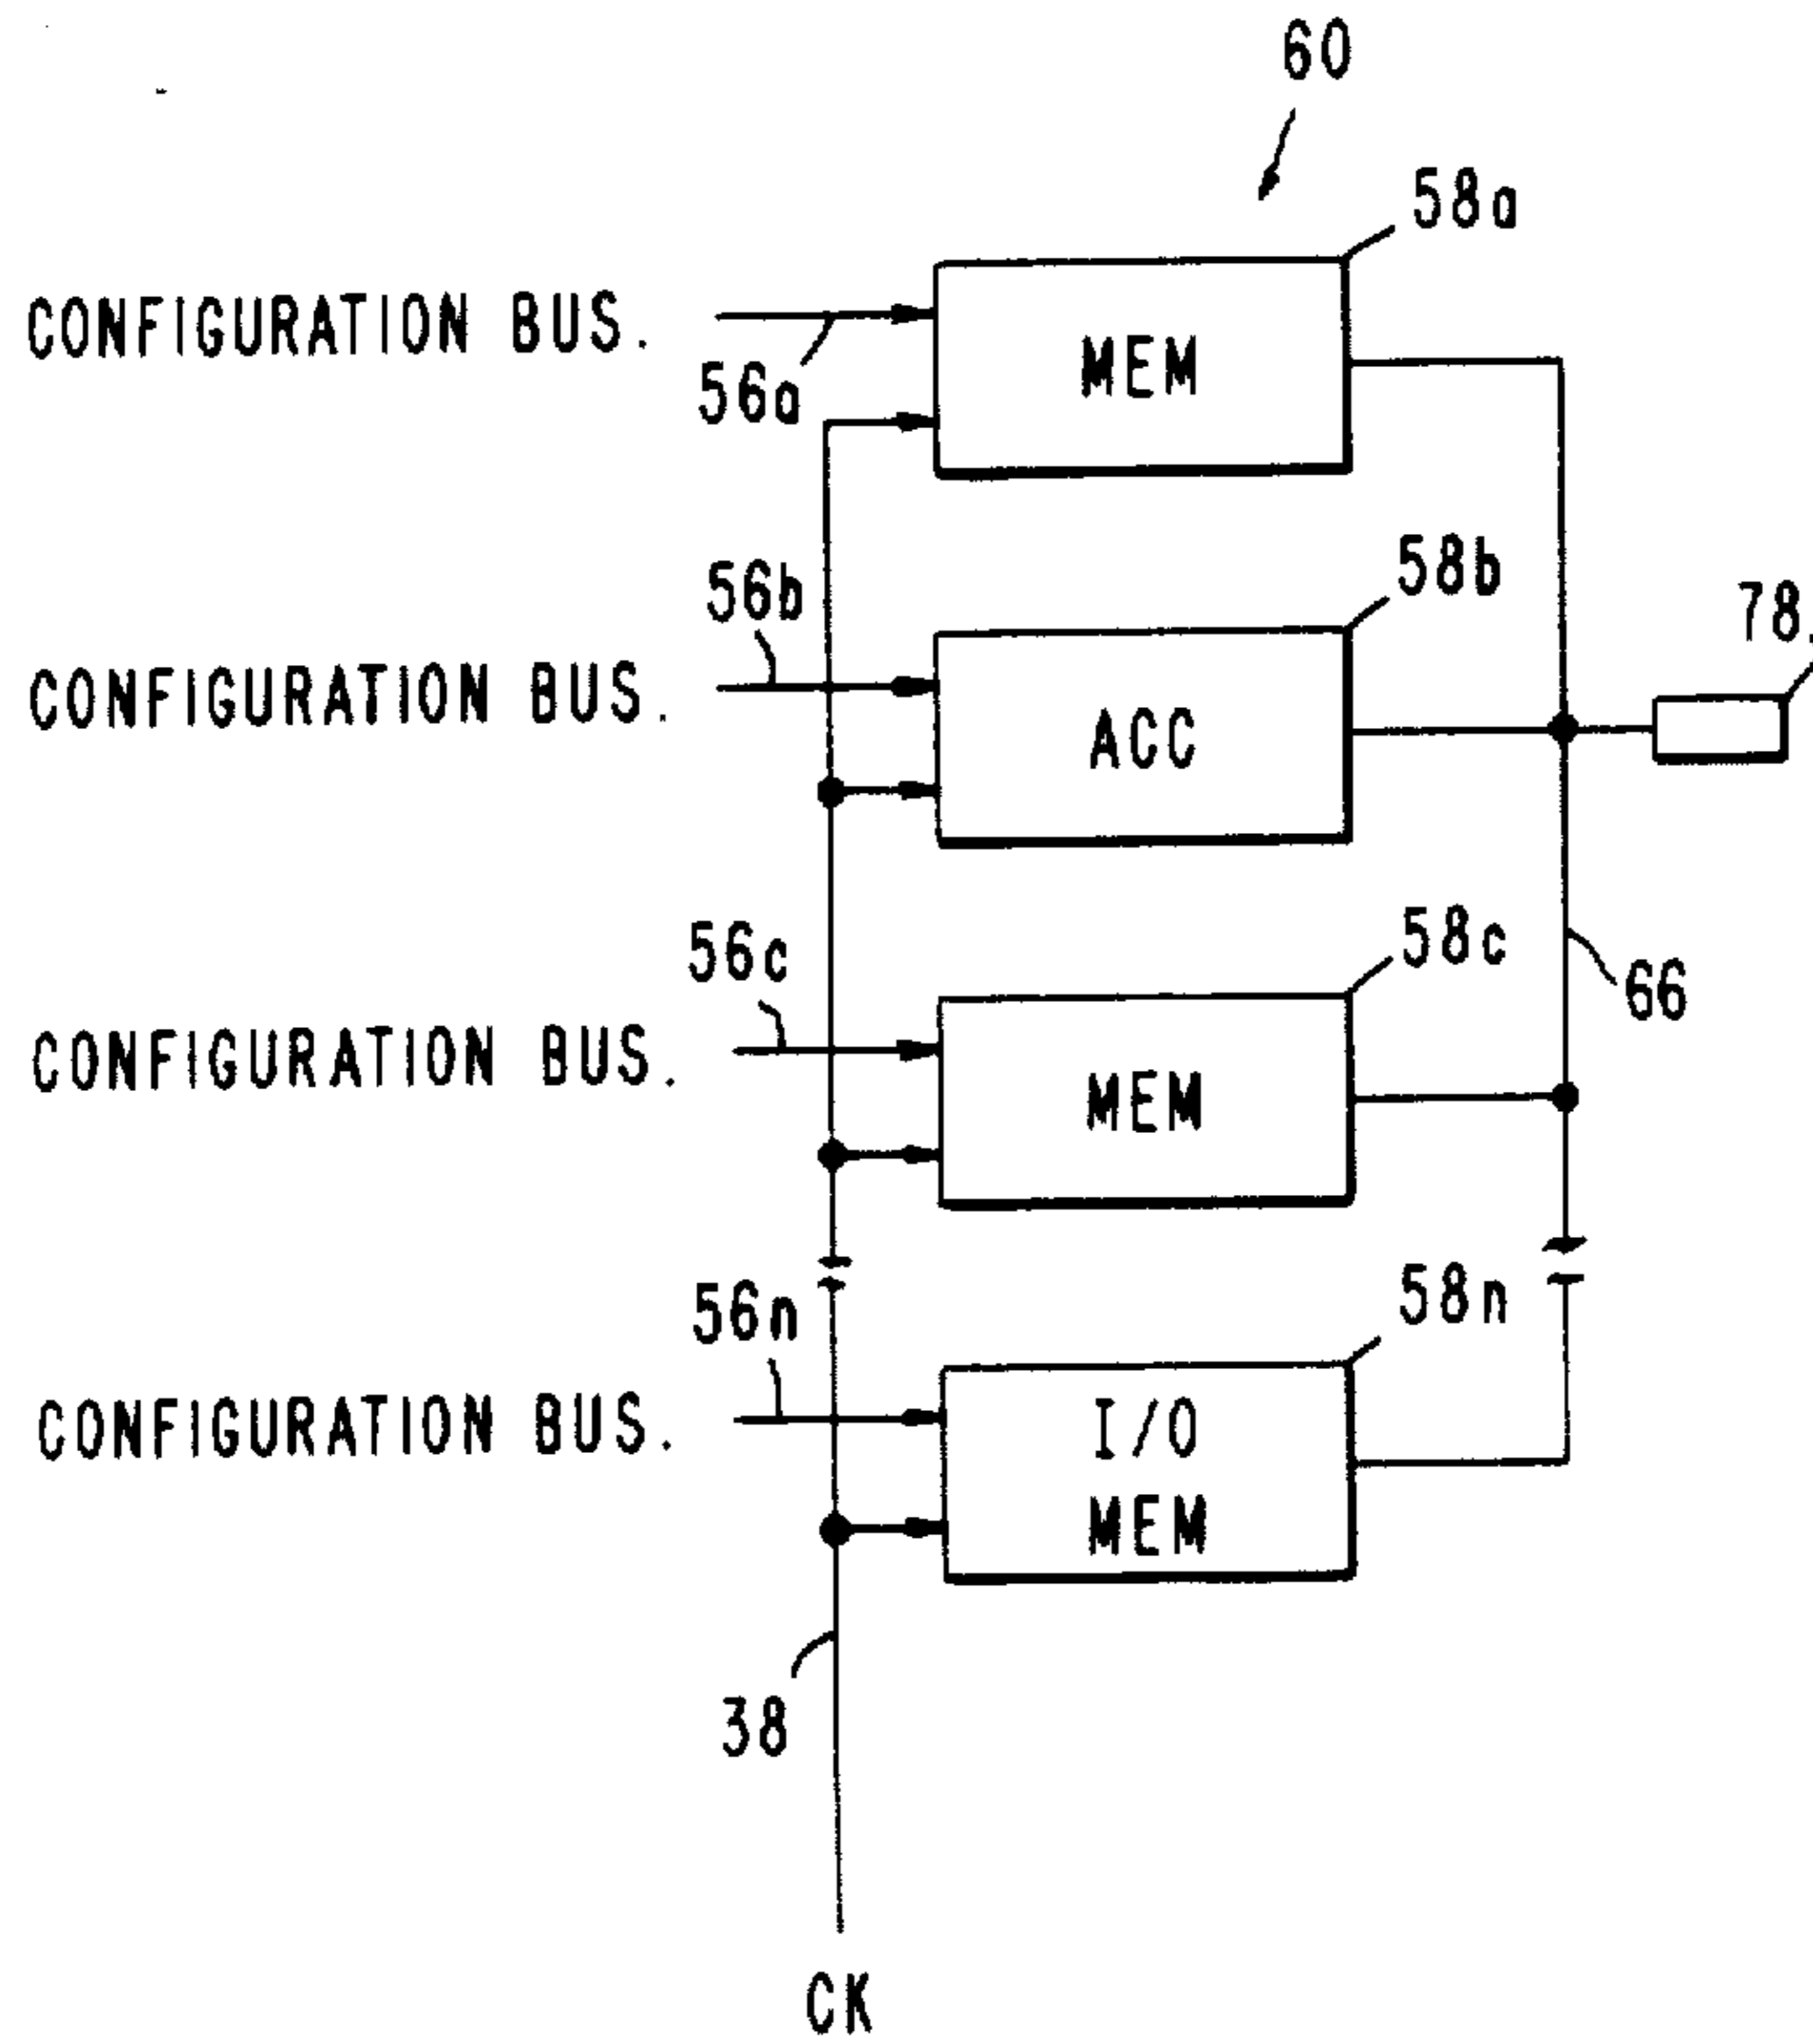 60
58a
CONFIGURATION BUS.
MEM
56a
58b
56b
78.
CONFIGURATION BUS.
ACC
58c
56c
66
CONFIGURATION BUS.
MEM
58n
56n
CONFIGURATION BUS.
I/O
MEM
38
CK